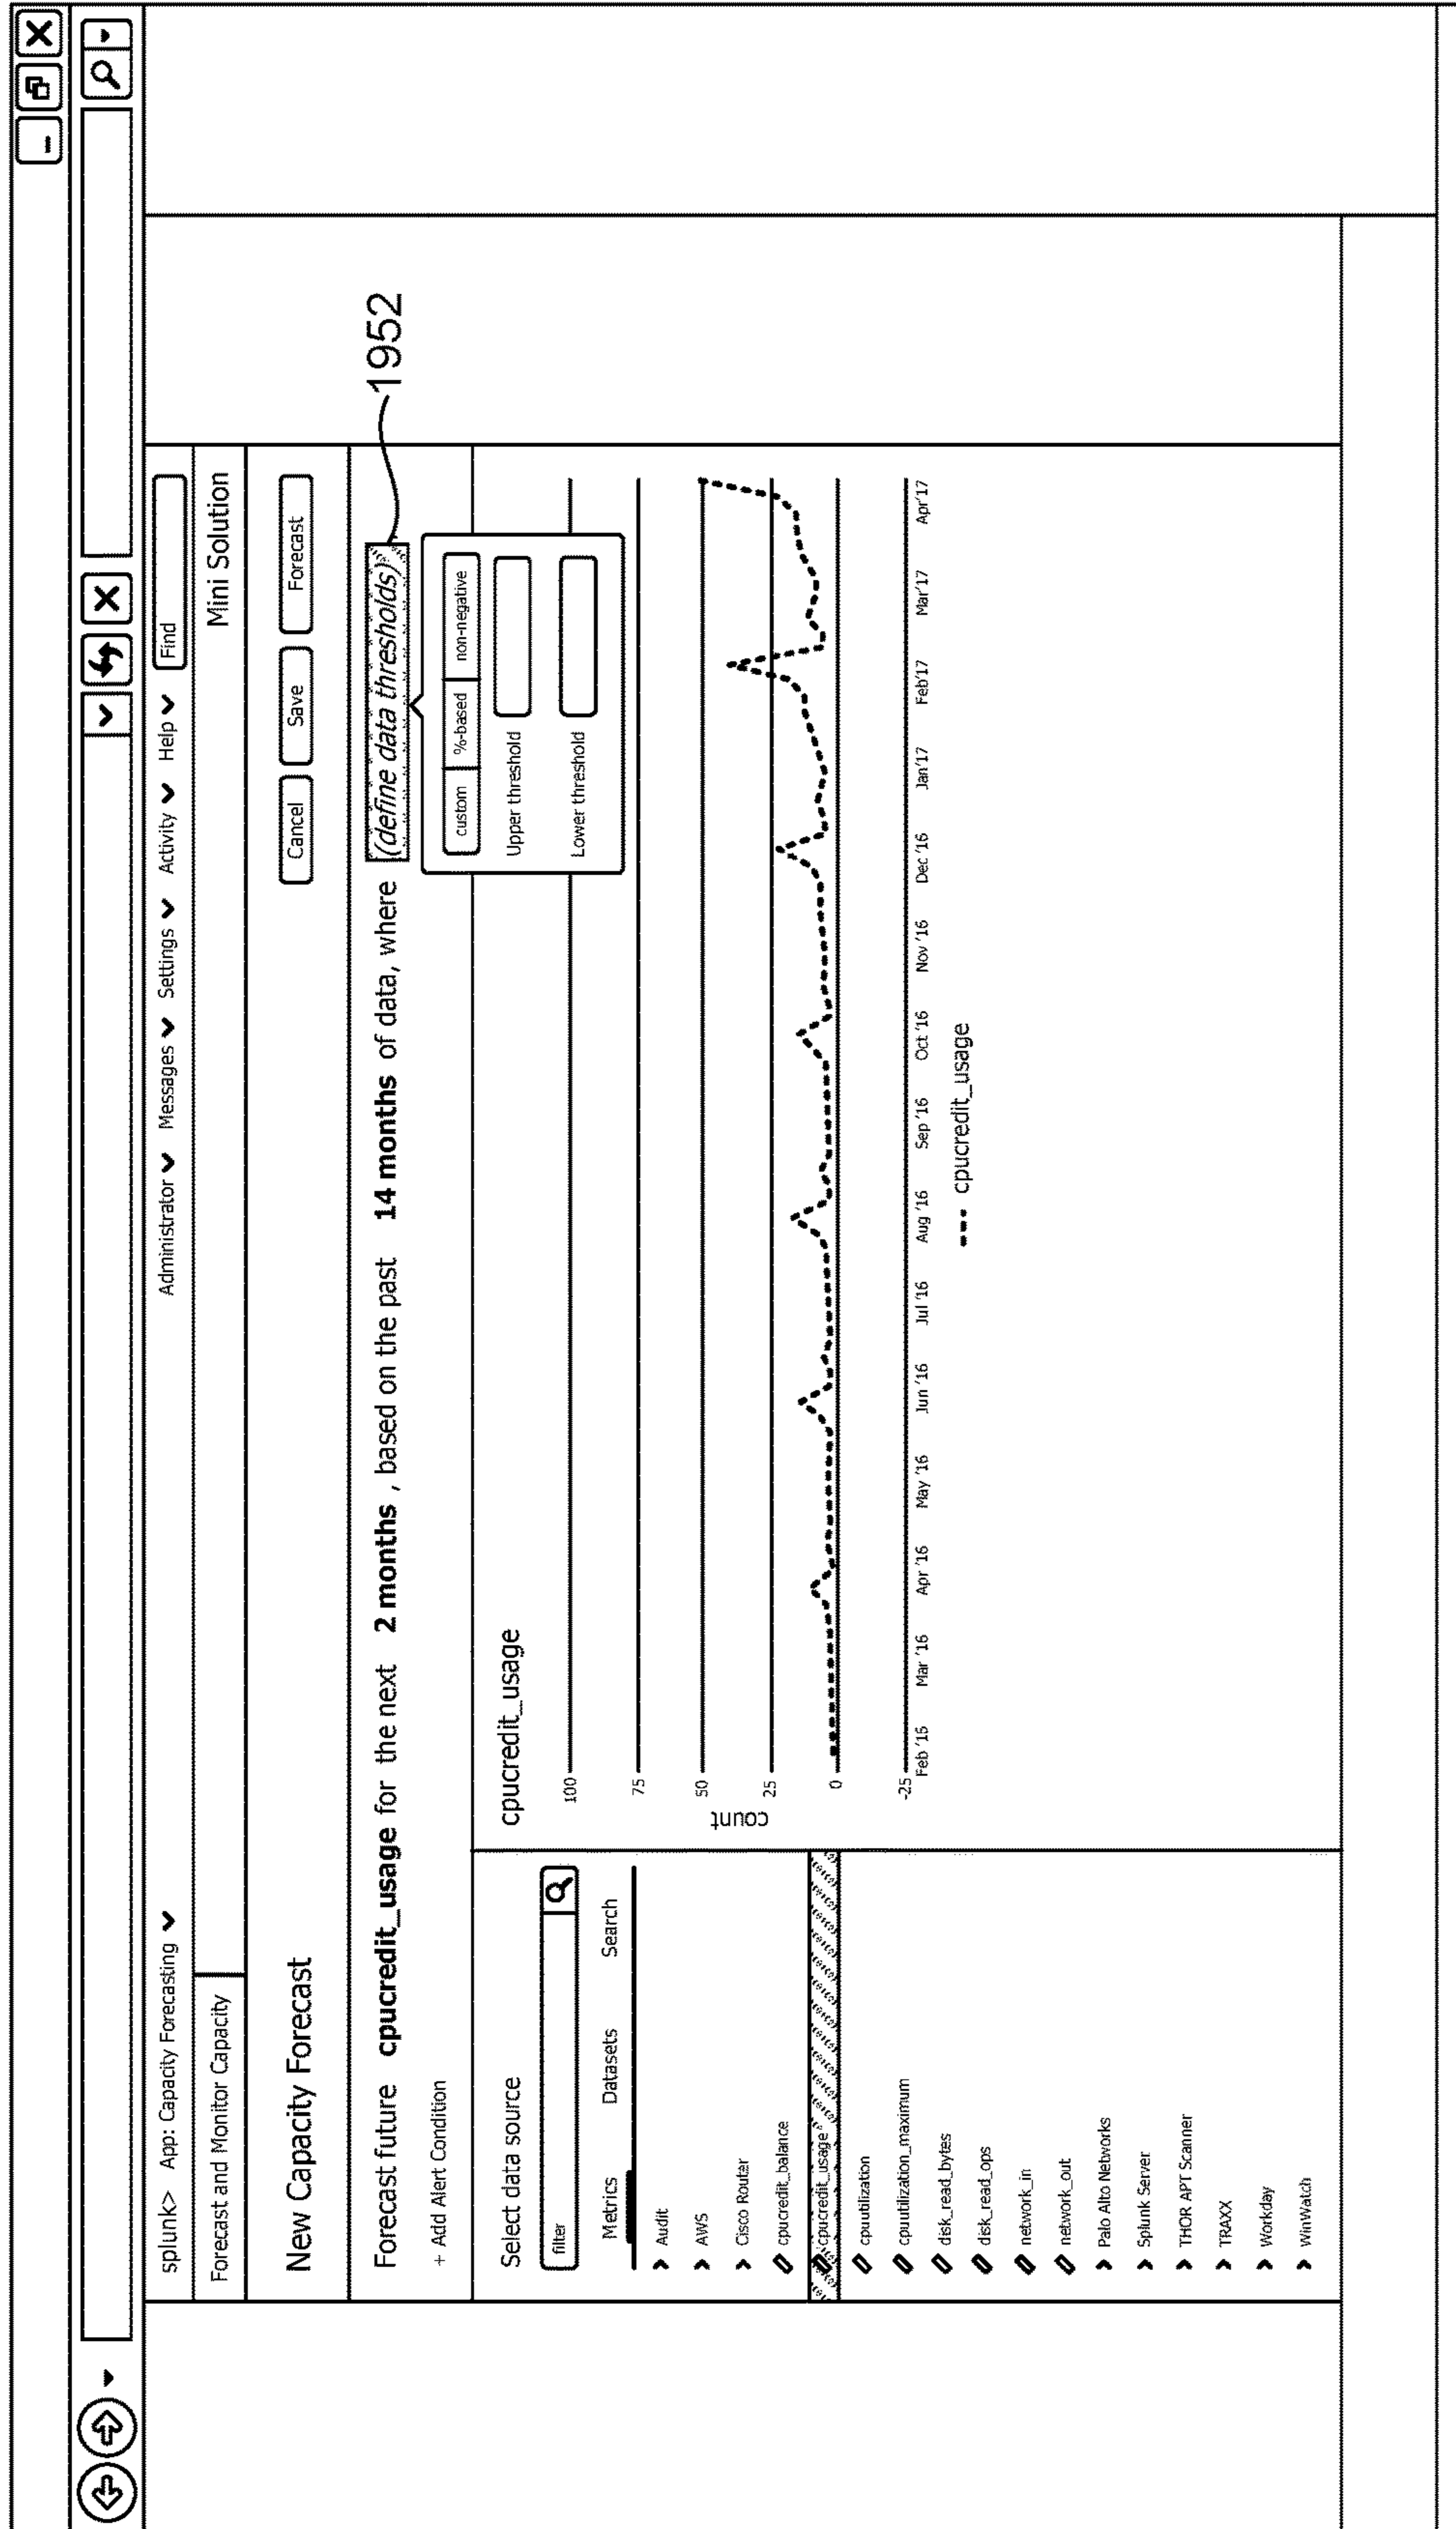 splunk> App: Capacity Forecasting Administrator Messages Settings Activity Help Find
Forecast and Monitor Capacity Mini Solution
New Capacity Forecast Cancel Save Forecast
Forecast future cpucredit_usage for the next 2 months , based on the past 14 months of data, where (define data thresholds) 1952
+ Add Alert Condition
custom %-based non-negative
Upper threshold
Lower threshold
Select data source
filter
Metrics Datasets Search
Audit
AWS
Cisco Router
cpucredit_balance
cpucredit_usage
cpuutilization
cpuutilization_maximum
disk_read_bytes
disk_read_ops
network_in
network_out
Palo Alto Networks
Splunk Server
THOR APT Scanner
TRAXX
Workday
WinWatch
cpucredit_usage
100
75
50
25
0
-25
count
Feb '15 Mar '16 Apr '16 May '16 Jun '16 Jul '16 Aug '16 Sep '16 Oct '16 Nov '16 Dec '16 Jan'17 Feb'17 Mar'17 Apr'17
cpucredit_usage